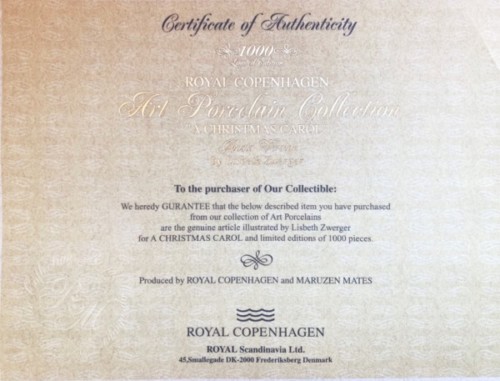 Certificate of Authenticity
1000
ROYAL COPENHAGEN
Art Porcelain Collection
A CHRISTMAS CAROL
by Lisbeth Zwerger
To the purchaser of Our Collectible:
We heredy GURANTEE that the below described item you have purchased
from our collection of Art Porcelains
are the genuine article illustrated by Lisbeth Zwerger
for A CHRISTMAS CAROL and limited editions of 1000 pieces.
Produced by ROYAL COPENHAGEN and MARUZEN MATES
ROYAL COPENHAGEN
ROYAL Scandinavia Ltd.
45,Smallegade DK-2000 Frederiksberg Denmark